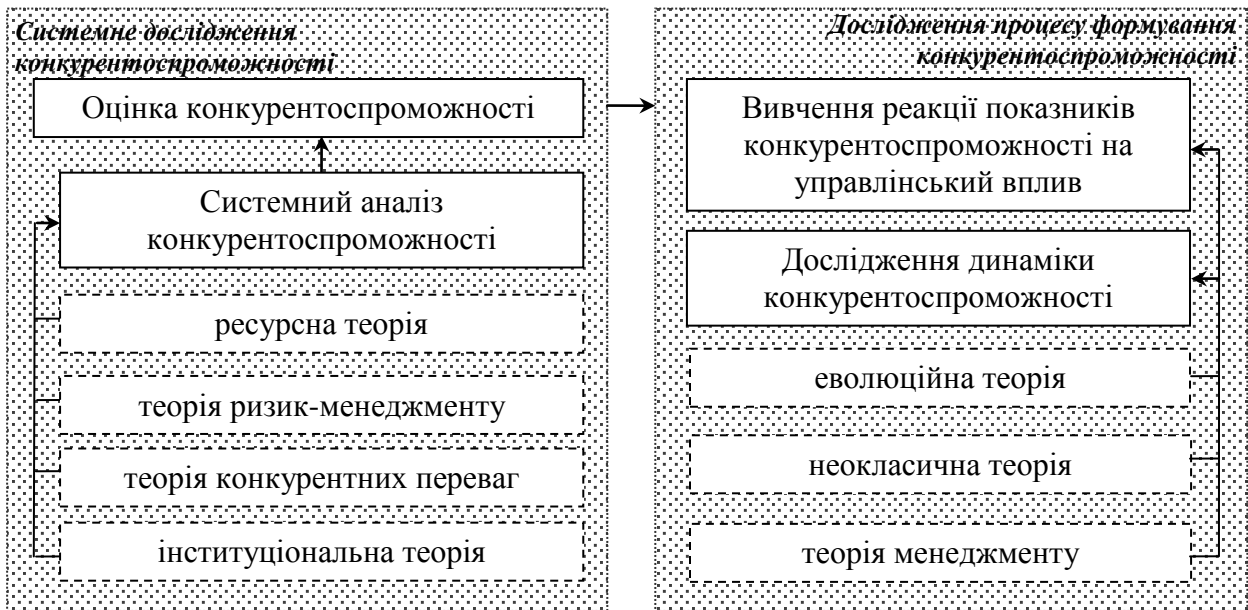 Системне дослідження
конкурентоспроможності
Оцінка конкурентоспроможності
Системний аналіз
конкурентоспроможності
ресурсна теорія
теорія ризик-менеджменту
теорія конкурентних переваг
інституціональна теорія
Дослідження процесу формування
конкурентоспроможності
Вивчення реакції показників
конкурентоспроможності на
управлінський вплив
Дослідження динаміки
конкурентоспроможності
еволюційна теорія
неокласична теорія
теорія менеджменту